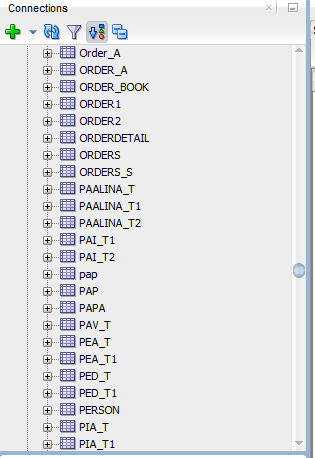 Connections
Order_A
ORDER_A
ORDER_BOOK
ORDER1
ORDER2
ORDERDETAIL
ORDERS
ORDERS_S
PAALINA_T
PAALINA_T1
PAALINA_T2
PAI_T1
PAI_T2
pap
PAP
PAPA
PAV_T
PEA_T
PEA_T1
PED_T
PED_T1
PERSON
PIA_T
PIA_T1